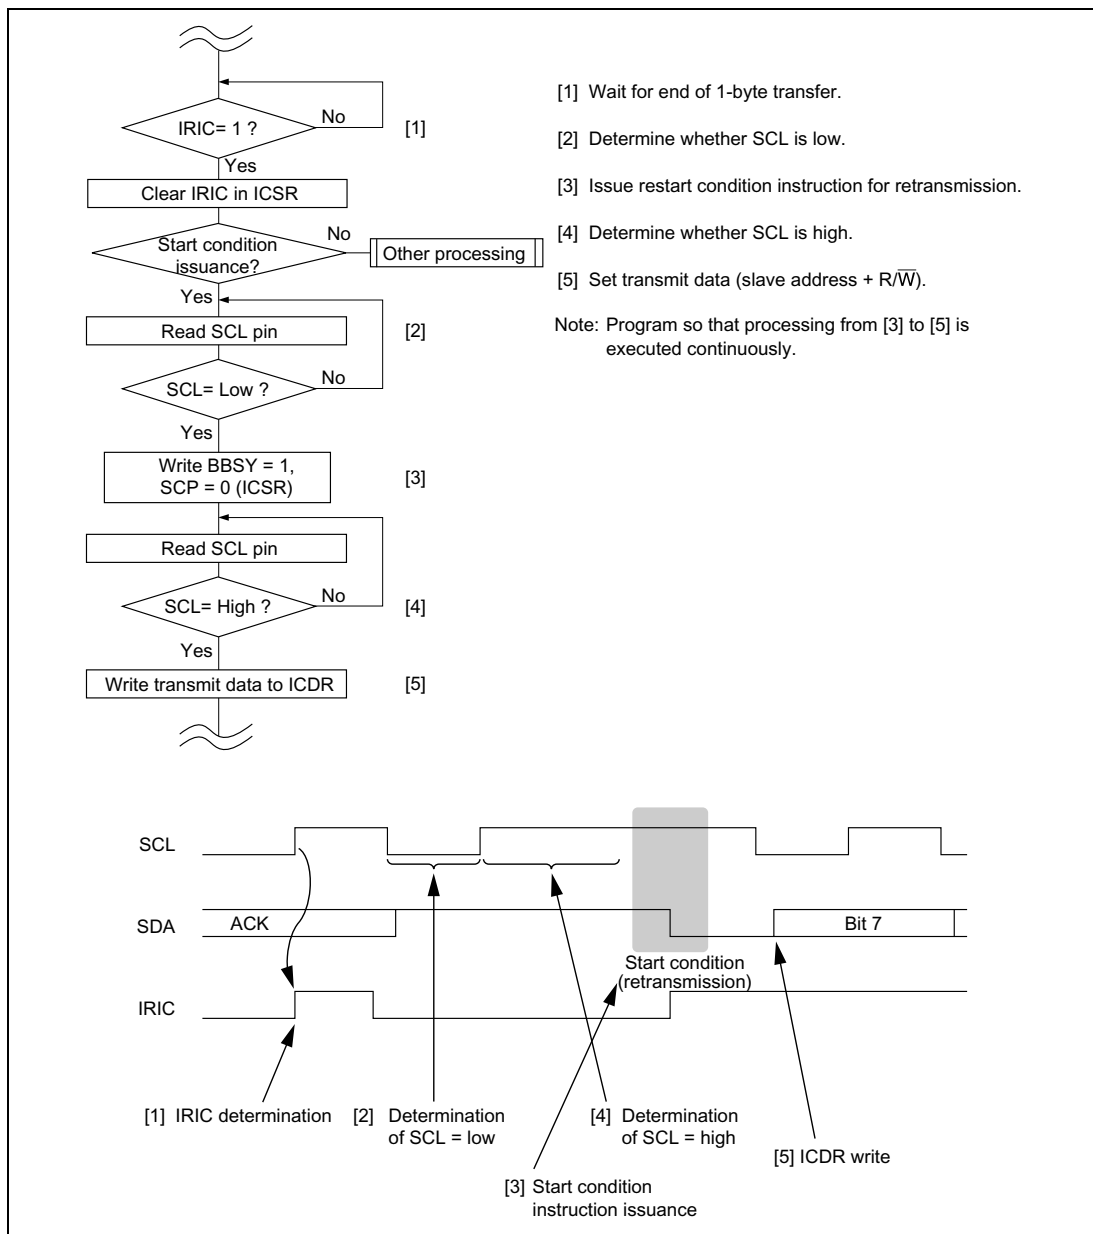 IRIC= 1 ?
No
[1]
Yes
Clear IRIC in ICSR
Start condition
issuance?
No
Other processing
Yes
Read SCL pin
[2]
SCL= Low ?
No
Yes
Write BBSY = 1,
SCP = 0 (ICSR)
[3]
Read SCL pin
SCL= High ?
No
[4]
Yes
Write transmit data to ICDR
[5]
[1] Wait for end of 1-byte transfer.
[2] Determine whether SCL is low.
[3] Issue restart condition instruction for retransmission.
[4] Determine whether SCL is high.
[5] Set transmit data (slave address + R/W̅).
Note: Program so that processing from [3] to [5] is
executed continuously.
SCL
SDA
ACK
Bit 7
Start condition
(retransmission)
IRIC
[1] IRIC determination
[2] Determination
of SCL = low
[4] Determination
of SCL = high
[5] ICDR write
[3] Start condition
instruction issuance